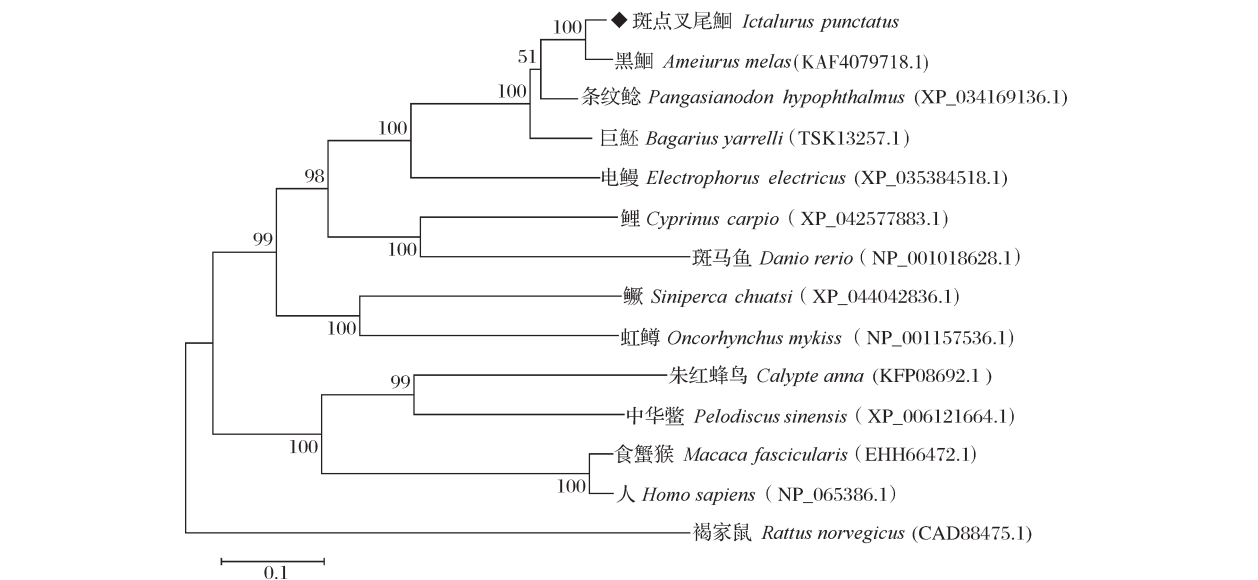 100
◆ 斑点叉尾鮰 Ictalurus punctatus
51
黑鮰 Ameiurus melas(KAF4079718.1)
100
条纹鲶 Pangasianodon hypophthalmus (XP_034169136.1)
100
巨魾 Bagarius yarrelli (TSK13257.1)
98
电鳗 Electrophorus electricus (XP_035384518.1)
鲤 Cyprinus carpio ( XP_042577883.1)
99
100
斑马鱼 Danio rerio ( NP_001018628.1)
鳜 Siniperca chuatsi ( XP_044042836.1)
100
虹鳟 Oncorhynchus mykiss ( NP_001157536.1)
99
朱红蜂鸟 Calypte anna (KFP08692.1 )
中华鳖 Pelodiscus sinensis ( XP_006121664.1)
100
食蟹猴 Macaca fascicularis ( EHH66472.1)
100
人 Homo sapiens ( NP_065386.1)
褐家鼠 Rattus norvegicus (CAD88475.1)
0.1